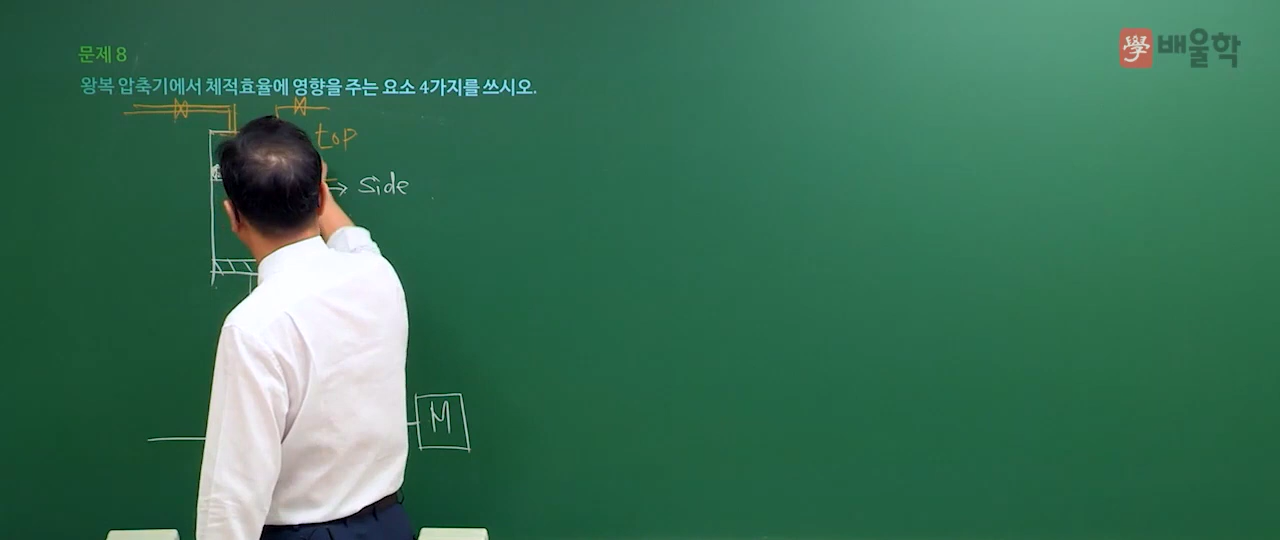 學 배울학
문제 8
왕복 압축기에서 체적효율에 영향을 주는 요소 4가지를 쓰시오.
top
side
M